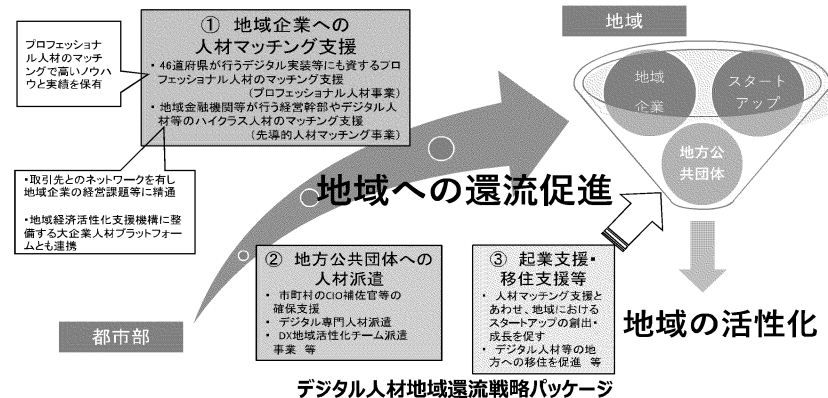 ① 地域企業への
人材マッチング支援
・ 46道府県が行うデジタル実装等にも資するプロ
フェッショナル人材のマッチング支援
(プロフェッショナル人材事業)
・ 地域金融機関等が行う経営幹部やデジタル人
材等のハイクラス人材のマッチング支援
(先導的人材マッチング事業)
プロフェッショナ
ル人材のマッチ
ングで高いノウハ
ウと実績を保有
・取引先とのネットワークを有し
地域企業の経営課題等に精通
・地域経済活性化支援機構に整
備する大企業人材プラットフォー
ムとも連携
地域
地域
企業
スタート
アップ
地方公
共団体
地域への還流促進
② 地方公共団体への
人材派遣
・ 市町村のCIO補佐官等の
確保支援
・ デジタル専門人材派遣
・ DX地域活性化チーム派遣
事業 等
③ 起業支援・
移住支援等
・ 人材マッチング支援と
あわせ、地域における
スタートアップの創出・
成長を促す
・ デジタル人材等の地
方への移住を促進 等
都市部
地域の活性化
デジタル人材地域還流戦略パッケージ